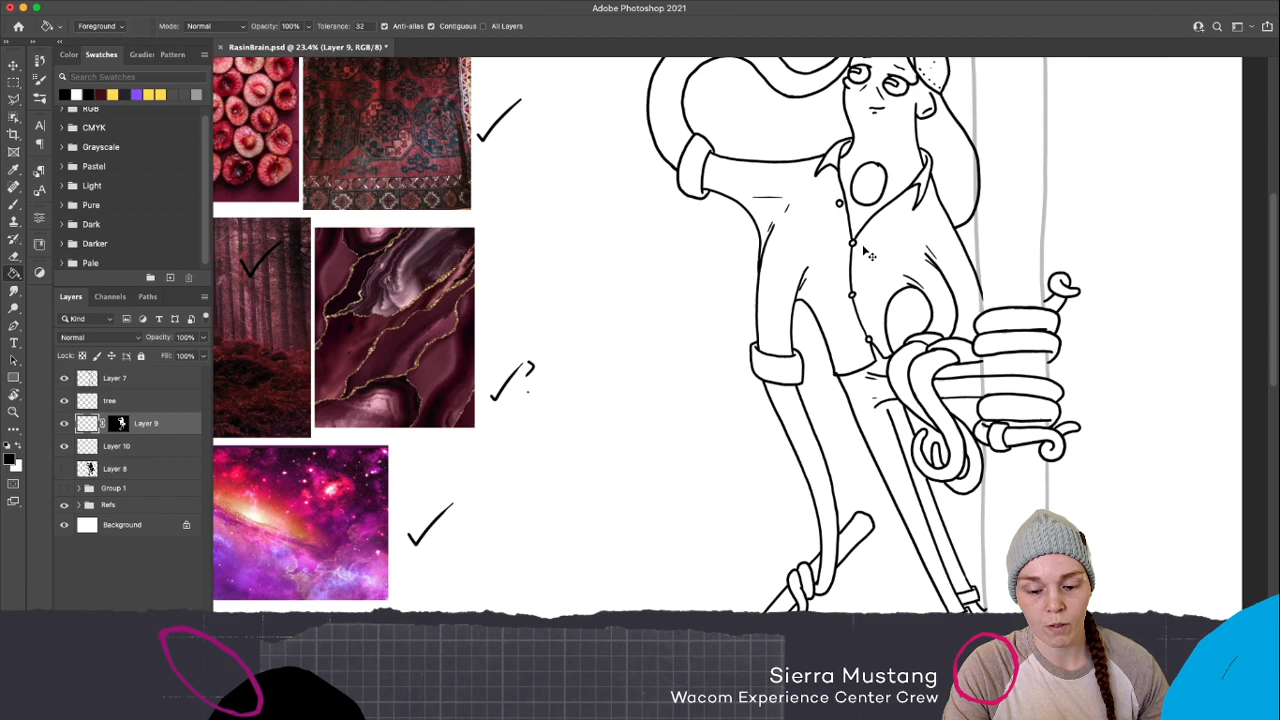 Adobe Photoshop 2021
Foreground Mode: Normal Opacity: 100% Tolerance: 32 Anti-alias Contiguous All Layers
× RasinBrain.psd @ 23.4% (Layer 9, RGB/8) *
Color Swatches Gradier Pattern
Search Swatches
RGB
CMYK
Grayscale
Pastel
Light
Pure
Dark
Darker
Pale
Layers Channels Paths
Kind
Normal Opacity: 100%
Lock: Fill: 100%
Layer 7
tree
Layer 9
Layer 10
Layer 8
Group 1
Refs
Background
?
Sierra Mustang
Wacom Experience Center Crew